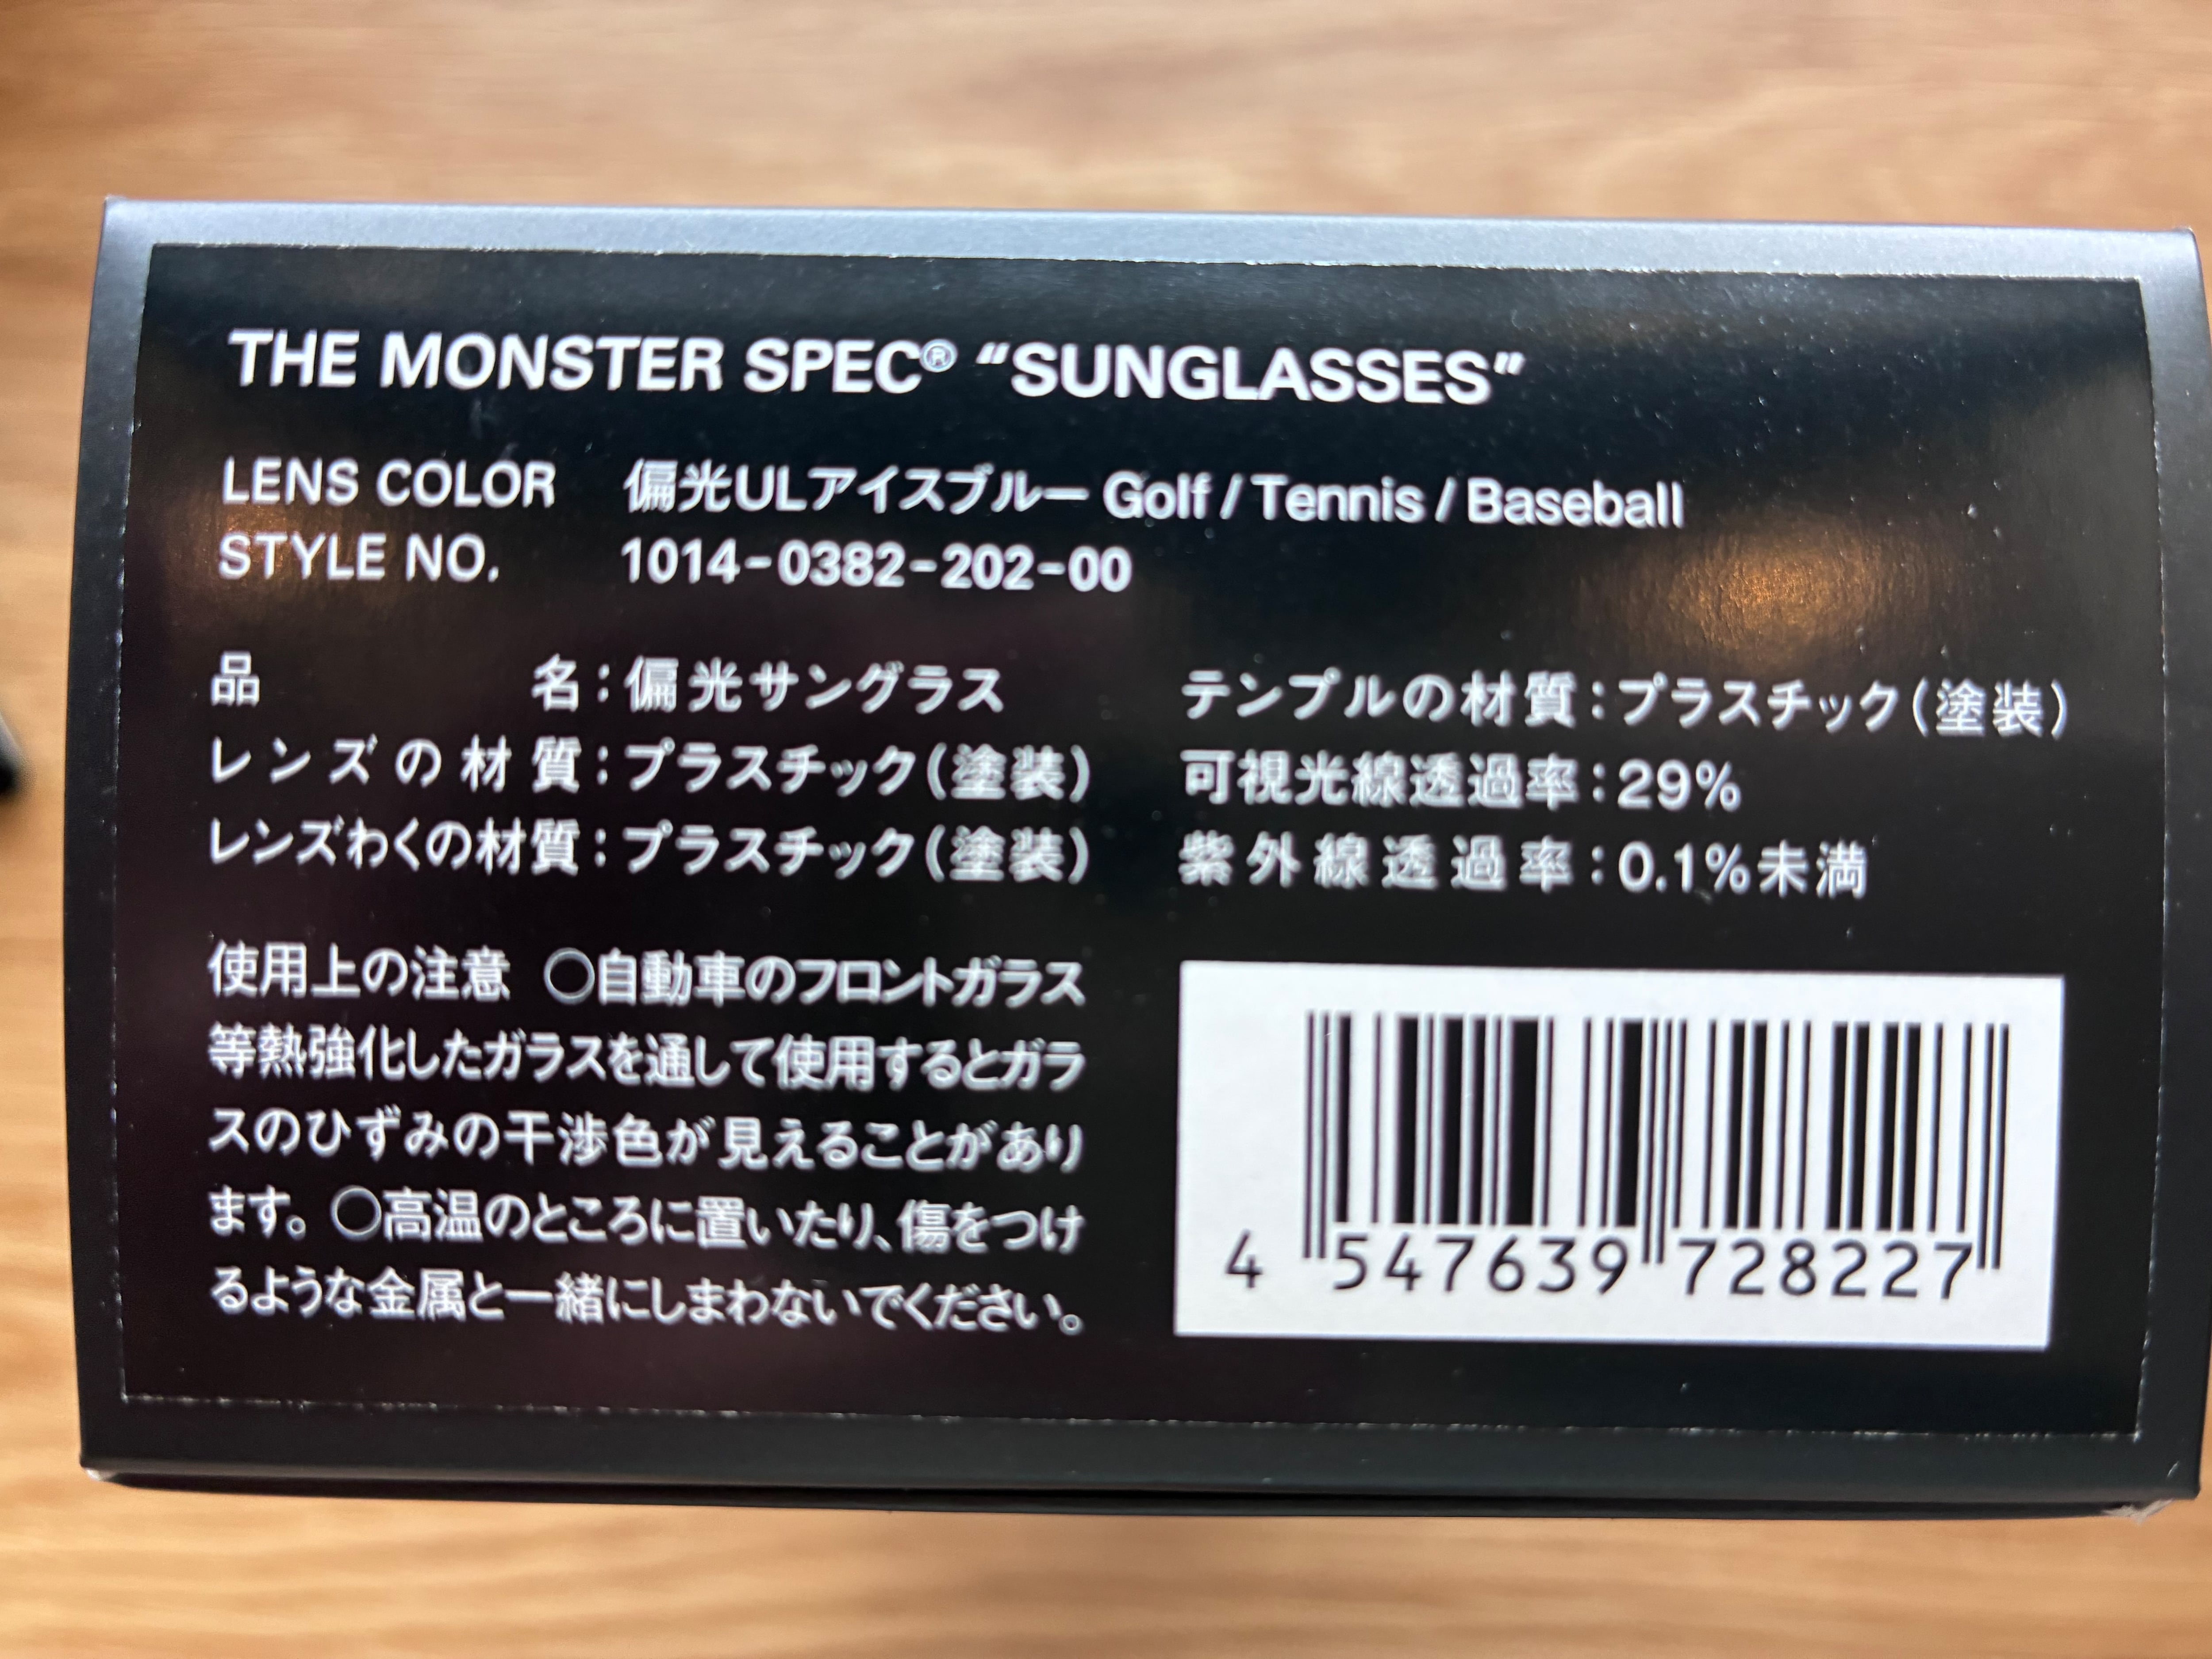 THE MONSTER SPEC® “SUNGLASSES”
LENS COLOR 偏光ULアイスブルー Golf / Tennis / Baseball
STYLE NO. 1014-0382-202-00
品名：偏光サングラス
レンズの材質：プラスチック（塗装）
レンズわくの材質：プラスチック（塗装）
テンプルの材質：プラスチック（塗装）
可視光線透過率：29%
紫外線透過率：0.1%未満
使用上の注意 ○自動車のフロントガラス
等熱強化したガラスを通して使用するとガラ
スのひずみの干渉色が見えることがあり
ます。○高温のところに置いたり、傷をつけ
るような金属と一緒にしまわないでください。
4 547639 728227